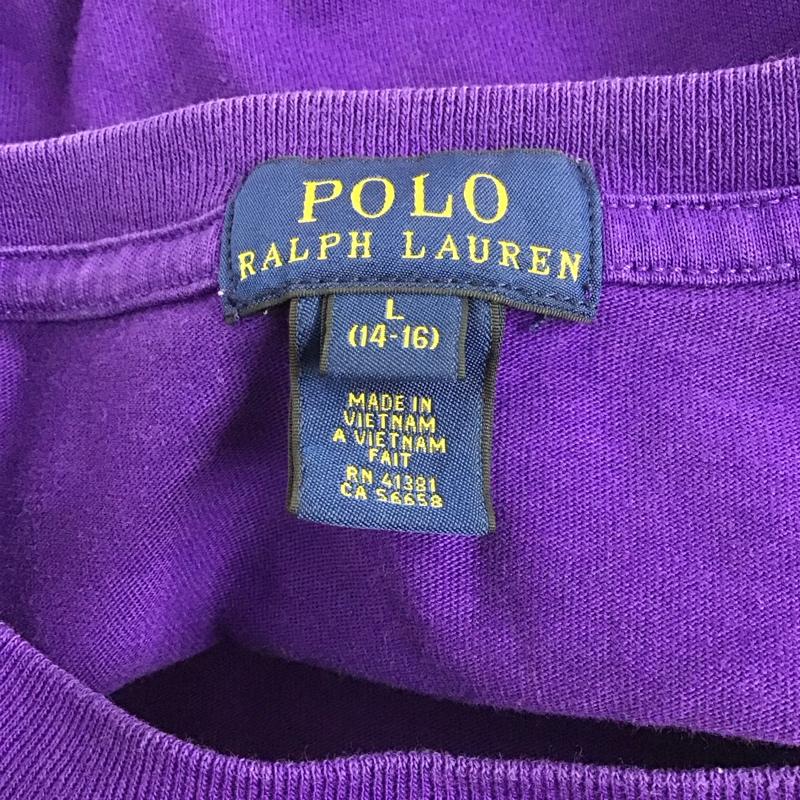 POLO
RALPH LAUREN
L
(14-16)
MADE IN
VIETNAM
A VIETNAM
FAIT
RN 41381
CA 56658